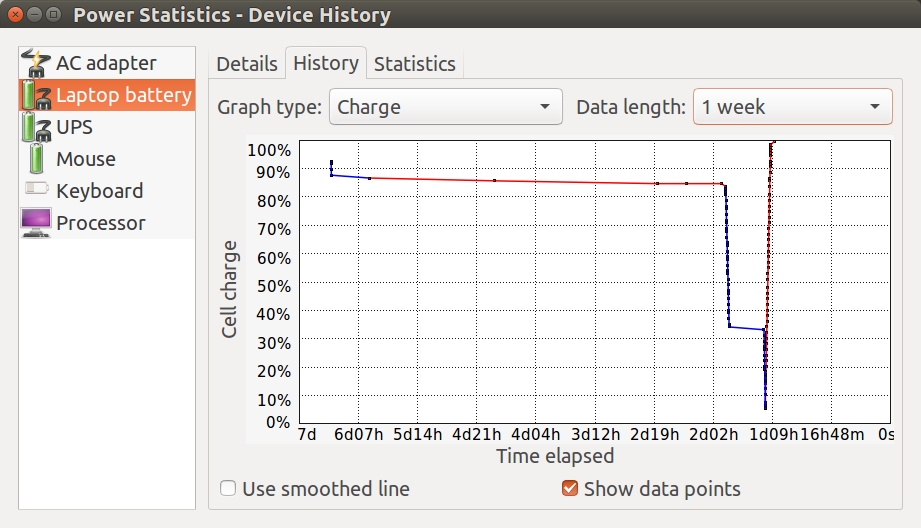 Power Statistics - Device History
AC adapter
Laptop battery
UPS
Mouse
Keyboard
Processor
Details History Statistics
Graph type: Charge Data length: 1 week
100%
90%
80%
70%
60%
50%
40%
30%
20%
10%
0%
Cell charge
7d 6d07h 5d14h 4d21h 4d04h 3d12h 2d19h 2d02h 1d09h 16h48m 0s
Time elapsed
Use smoothed line Show data points